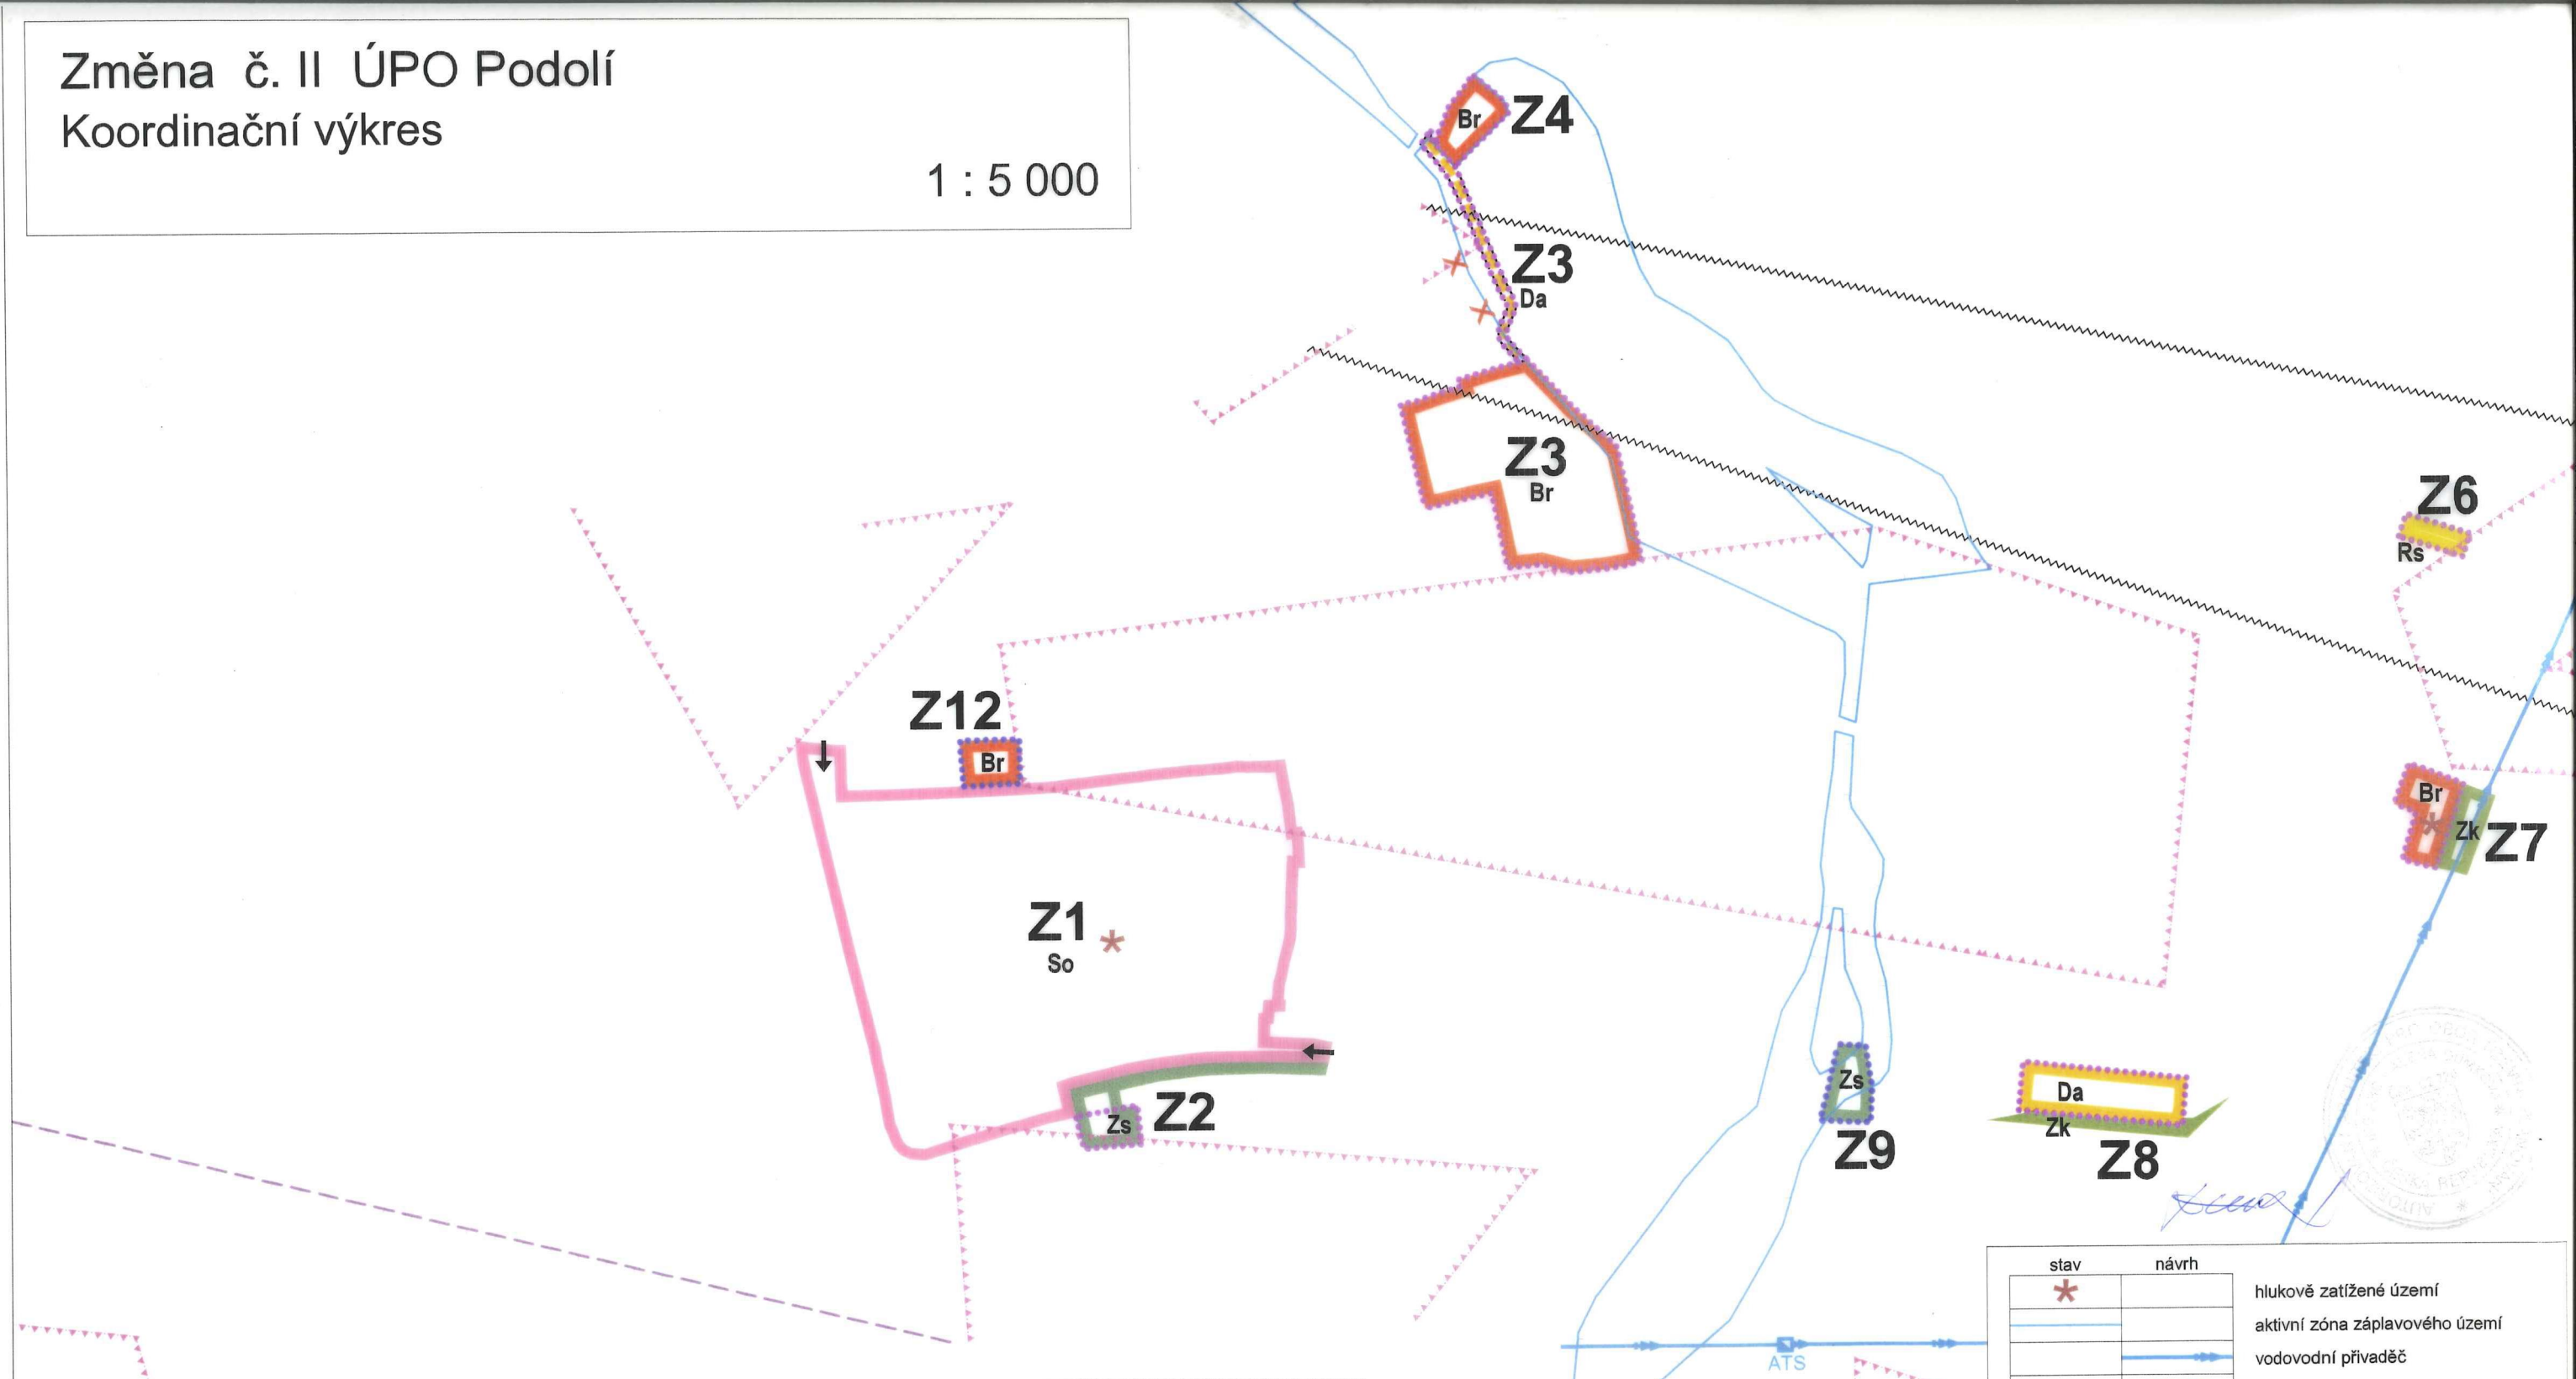 Změna č. II ÚPO Podolí
Koordinační výkres
1 : 5 000
Br
Z4
Z3
Da
Z3
Br
Z6
Rs
Z12
Br
Br
Zk
Z7
Z1
So
Zs
Z2
Zs
Z9
Da
Zk
Z8
stav návrh
hlukově zatížené území
aktivní zóna záplavového území
vodovodní přivaděč
ATS